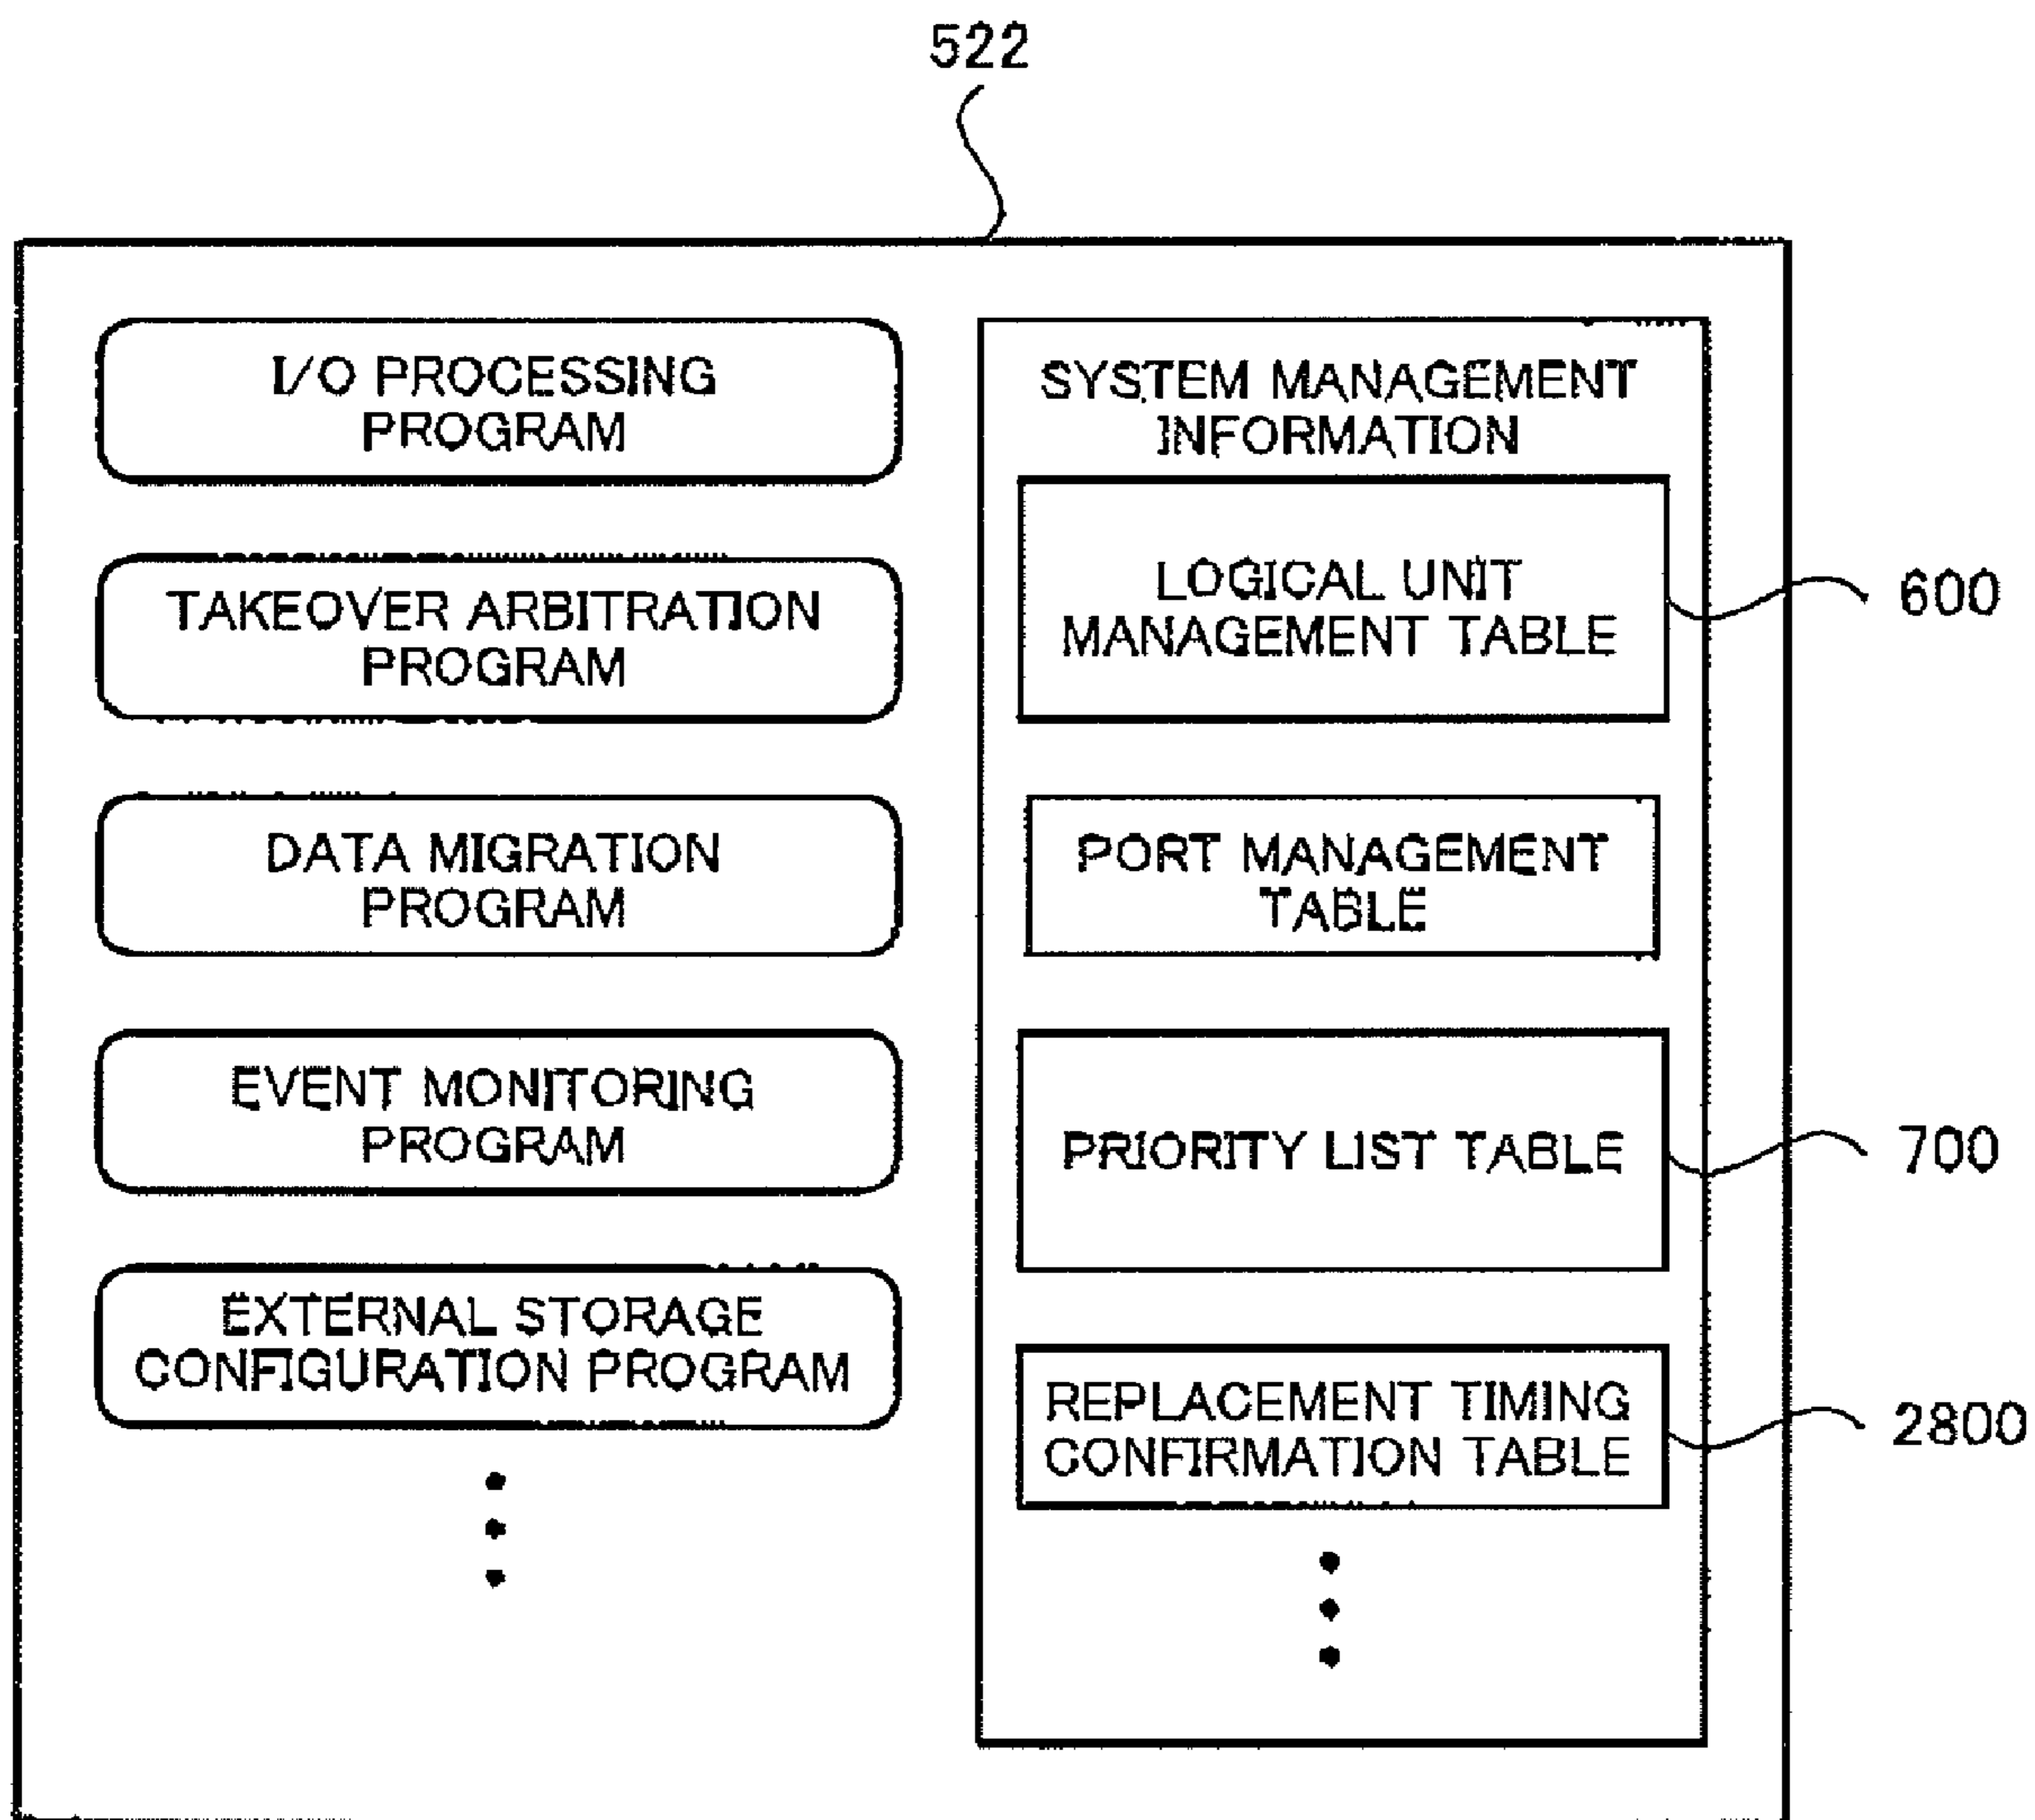 522
I/O PROCESSING
PROGRAM
TAKEOVER ARBITRATION
PROGRAM
DATA MIGRATION
PROGRAM
EVENT MONITORING
PROGRAM
EXTERNAL STORAGE
CONFIGURATION PROGRAM
SYSTEM MANAGEMENT
INFORMATION
LOGICAL UNIT
MANAGEMENT TABLE
600
PORT MANAGEMENT
TABLE
PRIORITY LIST TABLE
700
REPLACEMENT TIMING
CONFIRMATION TABLE
2800